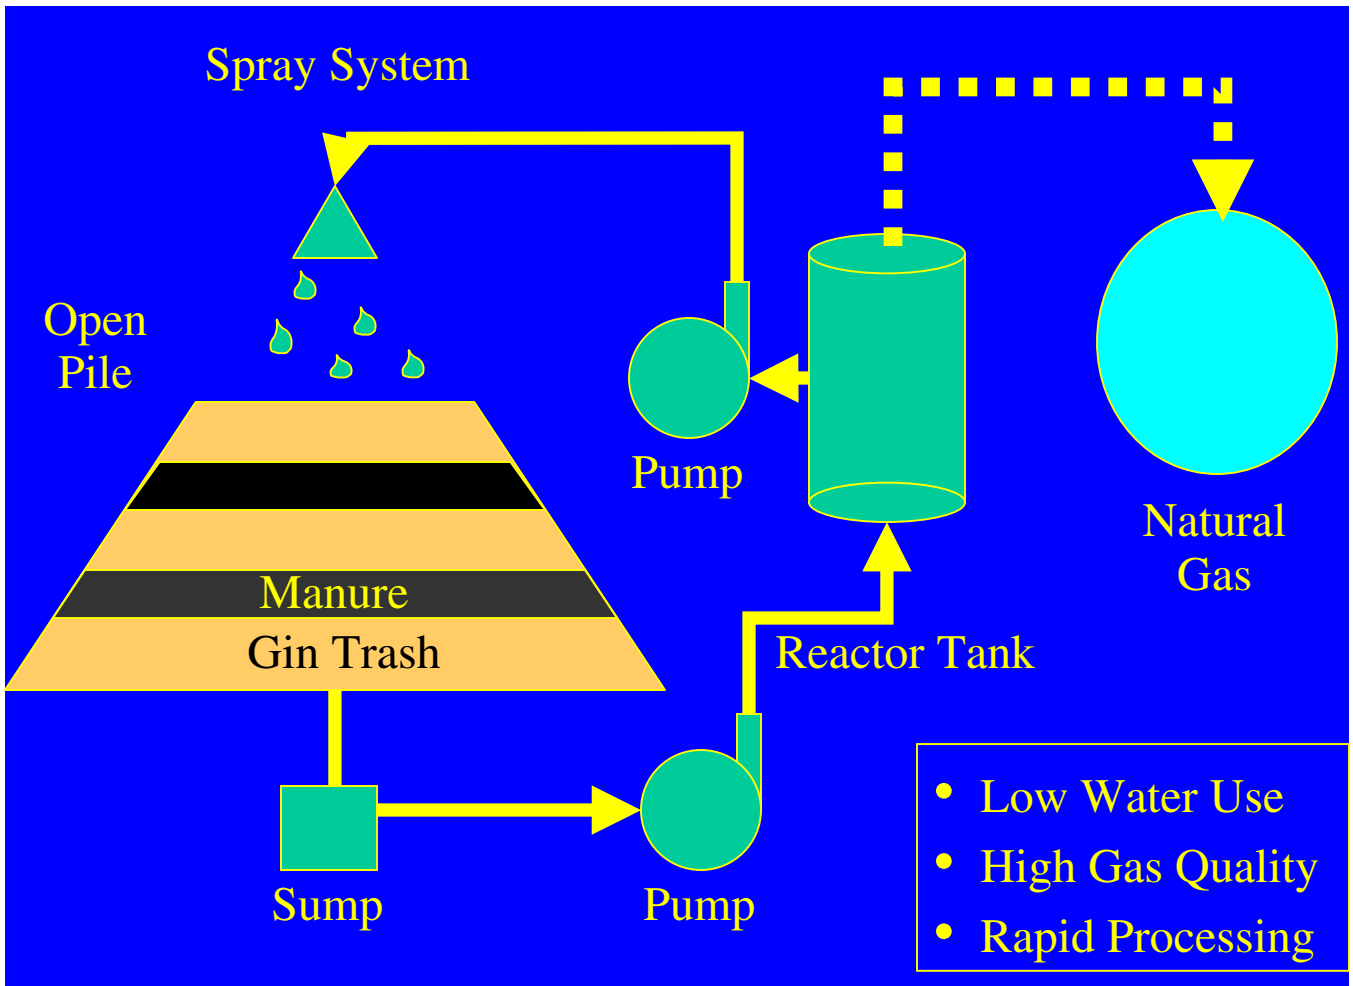 Spray System
Open
Pile
Pump
Natural
Gas
Manure
Gin Trash
Reactor Tank
Sump
Pump
• Low Water Use
• High Gas Quality
• Rapid Processing